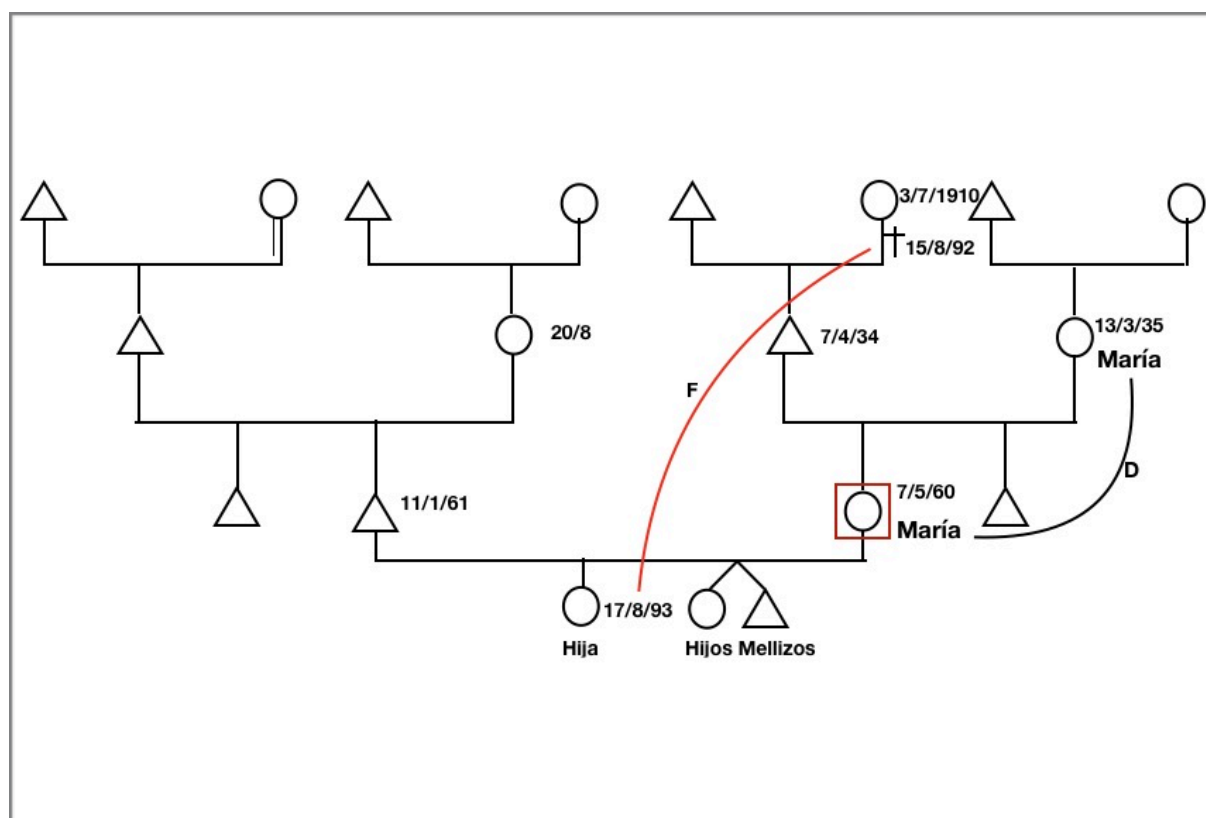 3/7/1910
15/8/92
20/8
7/4/34
13/3/35
María
F
D
11/1/61
7/5/60
María
17/8/93
Hija
Hijos Mellizos